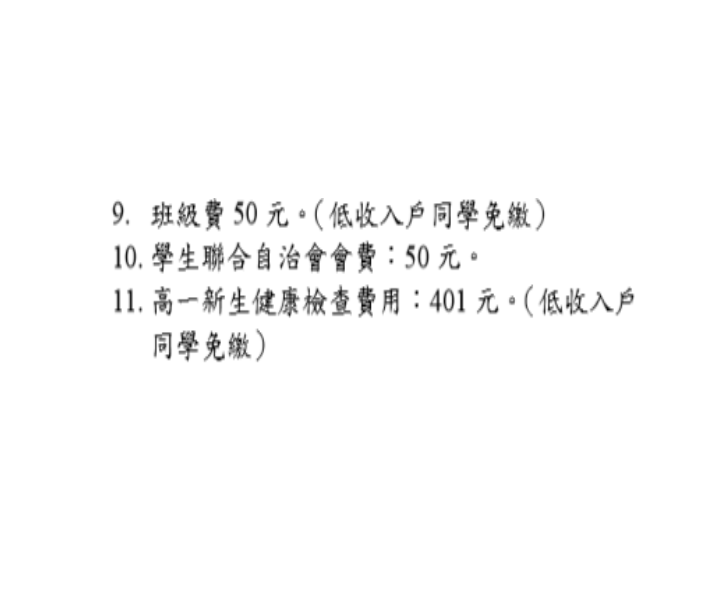 9. 班級費 50 元。(低收入戶同學免繳)
10. 學生聯合自治會會費：50 元。
11. 高一新生健康檢查費用：401 元。(低收入戶
同學免繳)